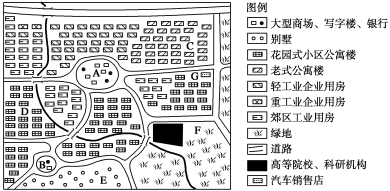 图例
大型商场、写字楼、银行
别墅
花园式小区公寓楼
老式公寓楼
轻工业企业用房
重工业企业用房
郊区工业用房
绿地
道路
高等院校、科研机构
汽车销售店
A
B
C
D
E
F
G